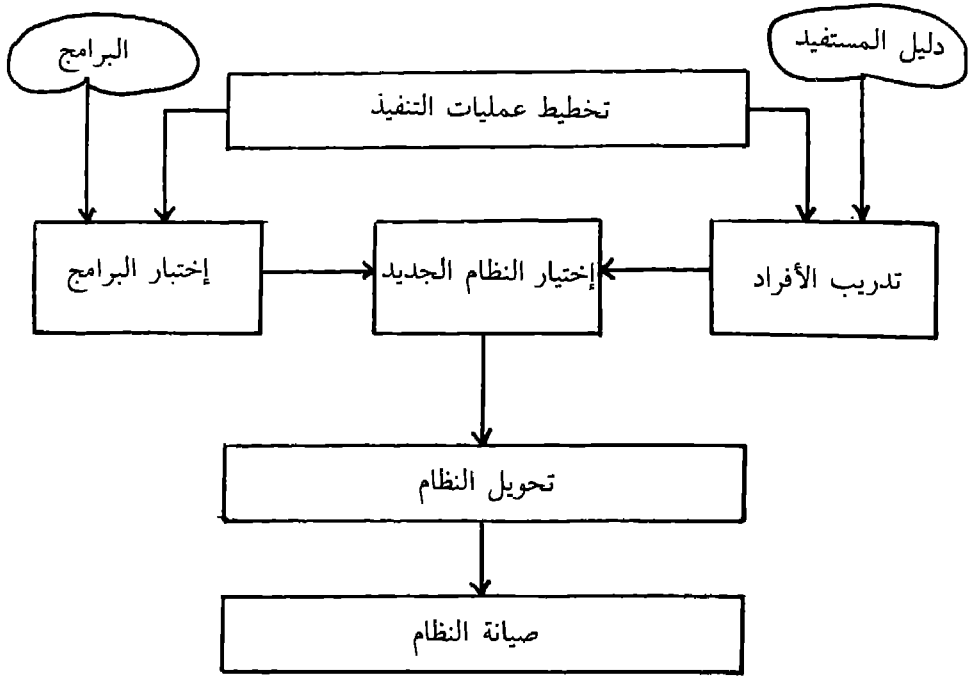 دليل المستفيد
البرامج
تخطيط عمليات التنفيذ
تدريب الأفراد
إختيار النظام الجديد
إختبار البرامج
تحويل النظام
صيانة النظام